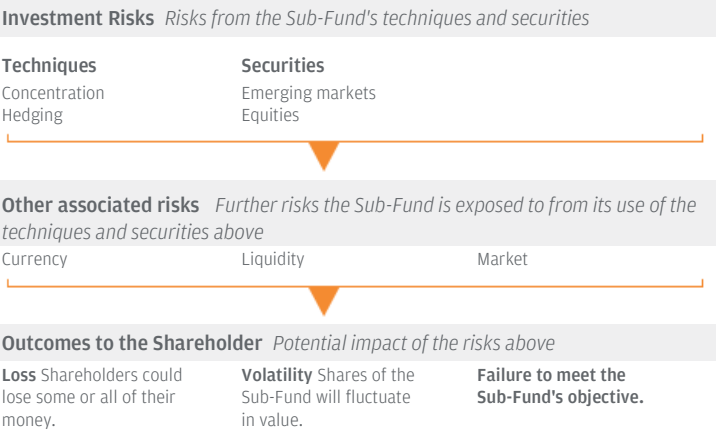 Investment Risks Risks from the Sub-Fund's techniques and securities
Techniques
Concentration
Hedging
Securities
Emerging markets
Equities
Other associated risks Further risks the Sub-Fund is exposed to from its use of the
techniques and securities above
Currency Liquidity Market
Outcomes to the Shareholder Potential impact of the risks above
Loss Shareholders could
lose some or all of their
money.
Volatility Shares of the
Sub-Fund will fluctuate
in value.
Failure to meet the
Sub-Fund's objective.